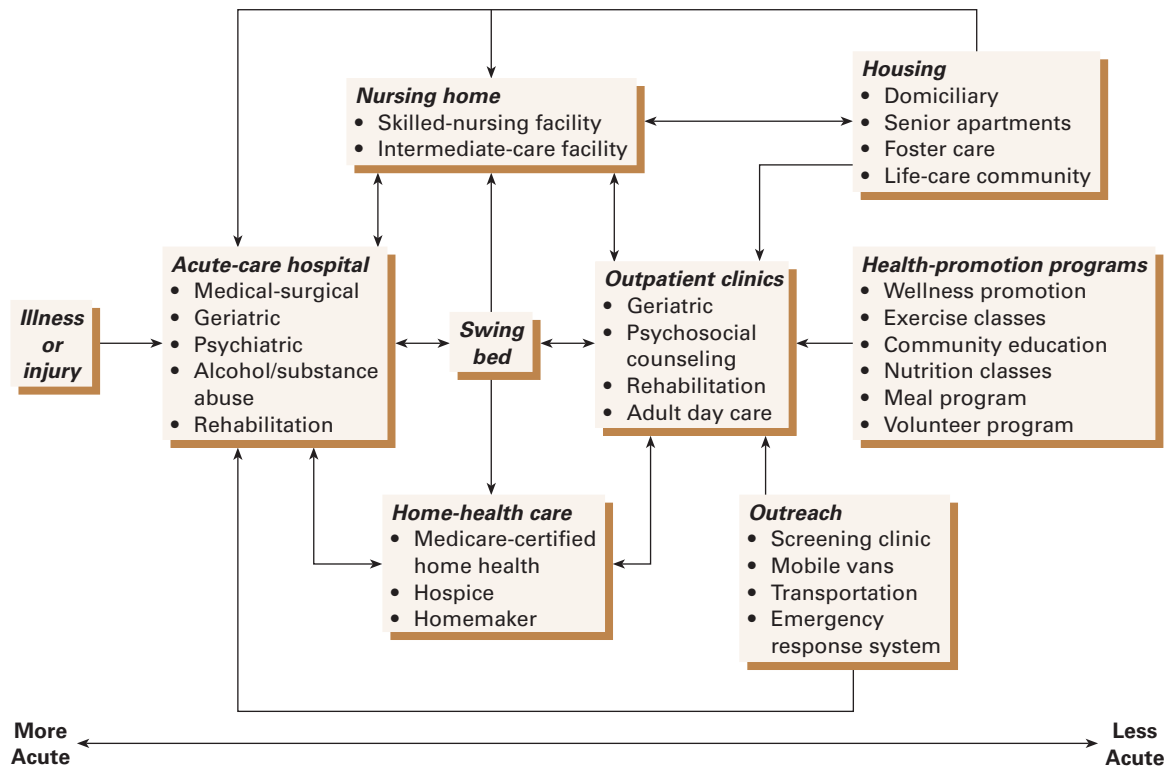 Nursing home
• Skilled-nursing facility
• Intermediate-care facility
Housing
• Domiciliary
• Senior apartments
• Foster care
• Life-care community
Illness
or
injury
Acute-care hospital
• Medical-surgical
• Geriatric
• Psychiatric
• Alcohol/substance
abuse
• Rehabilitation
Swing
bed
Outpatient clinics
• Geriatric
• Psychosocial
counseling
• Rehabilitation
• Adult day care
Health-promotion programs
• Wellness promotion
• Exercise classes
• Community education
• Nutrition classes
• Meal program
• Volunteer program
Home-health care
• Medicare-certified
home health
• Hospice
• Homemaker
Outreach
• Screening clinic
• Mobile vans
• Transportation
• Emergency
response system
More
Acute
Less
Acute